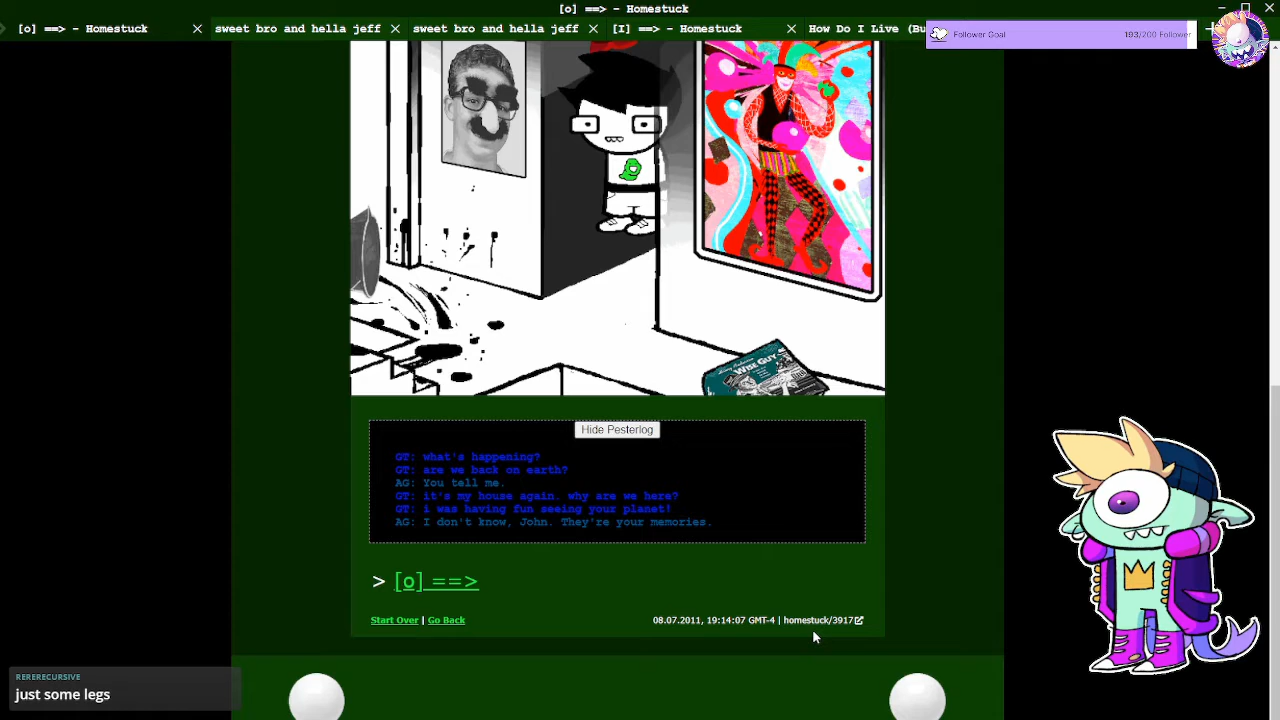 [o] ==> - Homestuck
[o] ==> - Homestuck
sweet bro and hella jeff
sweet bro and hella jeff
[I] ==> - Homestuck
How Do I Live (Bu
Follower Goal
193/200 Follower
WISE GUY
Hide Pesterlog
GT: what's happening?
GT: are we back on earth?
AG: You tell me.
GT: it's my house again. why are we here?
GT: i was having fun seeing your planet!
AG: I don't know, John. They're your memories.
> [o] ==>
Start Over | Go Back
08.07.2011, 19:14:07 GMT-4 | homestuck/3917
RERERECURSIVE
just some legs